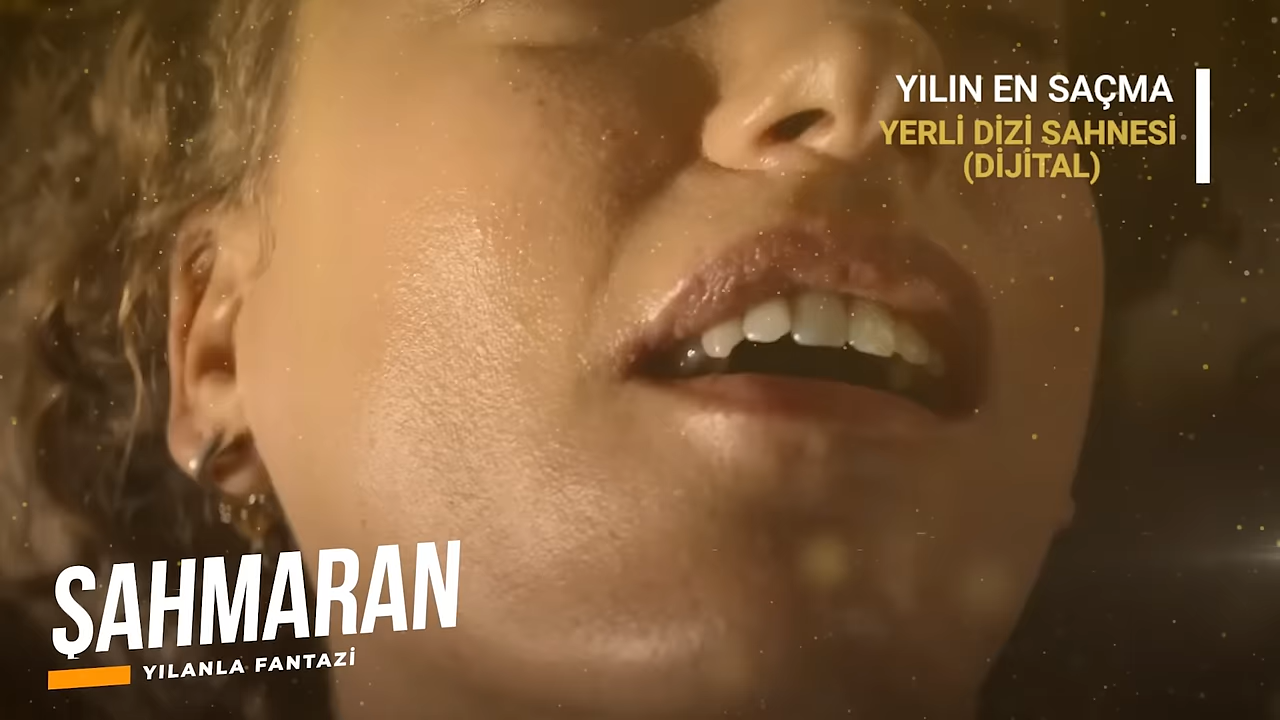 YILIN EN SAÇMA
YERLİ DİZİ SAHNESİ
(DİJİTAL)
ŞAHMARAN
YILANLA FANTAZİ